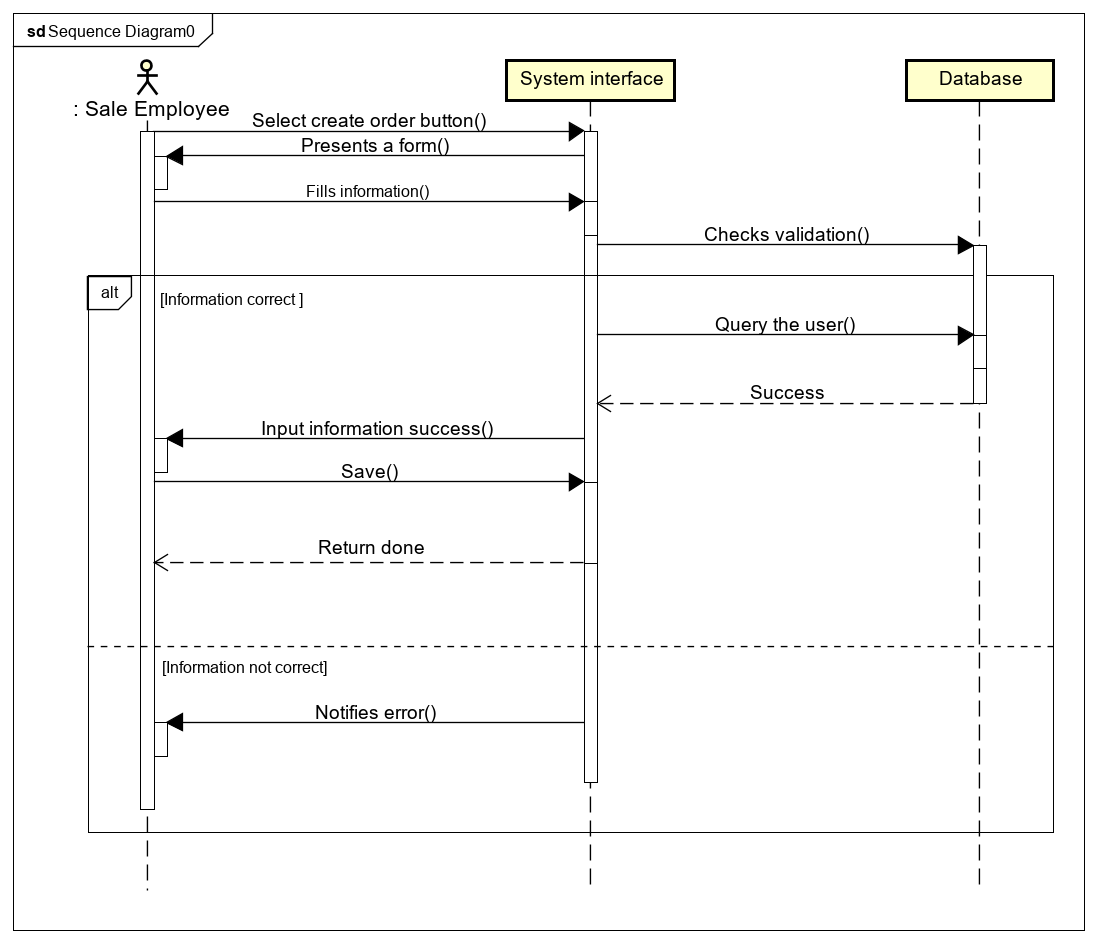 sd Sequence Diagram0
: Sale Employee
System interface
Database
Select create order button()
Presents a form()
Fills information()
Checks validation()
alt
[Information correct ]
Query the user()
Success
Input information success()
Save()
Return done
[Information not correct]
Notifies error()